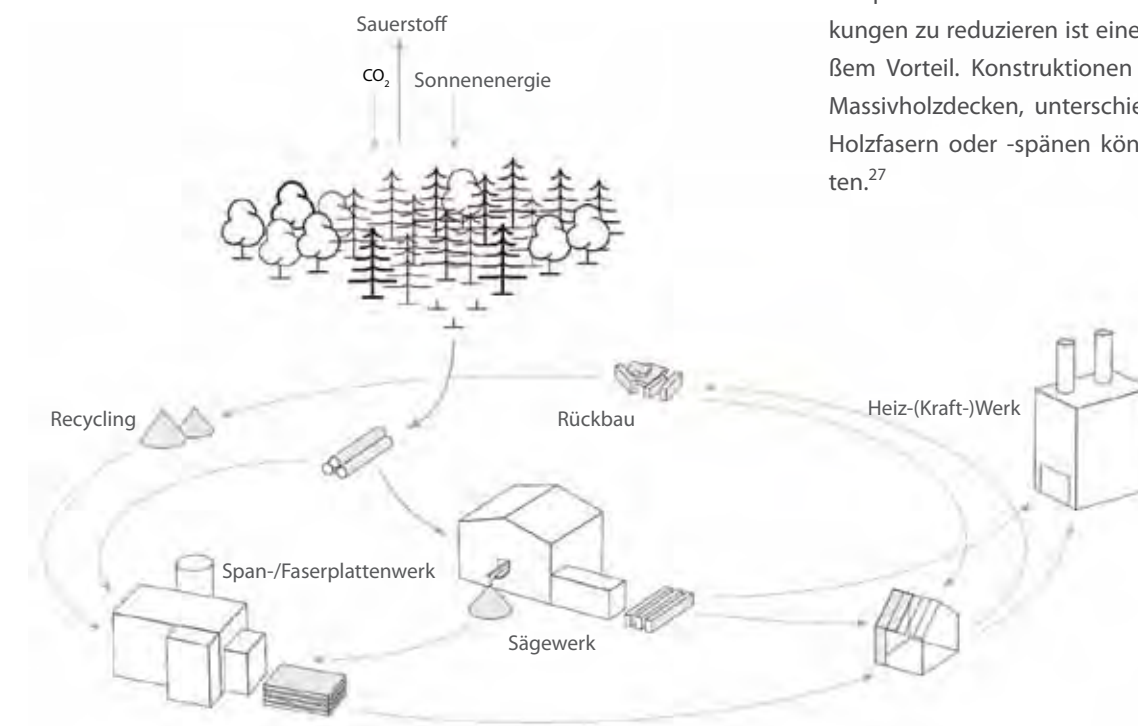 Sauerstoff
kungen zu reduzieren ist eine
CO₂
Sonnenenergie
ßem Vorteil. Konstruktionen
Massivholzdecken, unterschie
Holzfasern oder -spänen kön
ten.²⁷
Recycling
Rückbau
Heiz-(Kraft-)Werk
Span-/Faserplattenwerk
Sägewerk